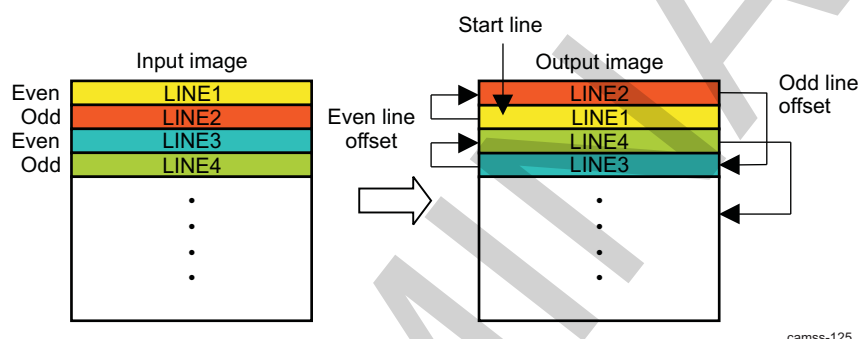 Start line
Input image
Output image
Even
LINE1
Odd
LINE2
Even
LINE3
Odd
LINE4
Even line
offset
LINE2
LINE1
LINE4
LINE3
Odd line
offset
camss-125